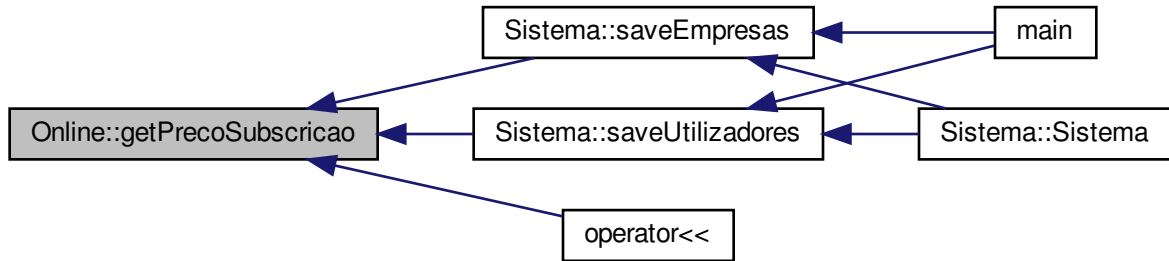 Sistema::saveEmpresas
main
Online::getPrecoSubscricao
Sistema::saveUtilizadores
Sistema::Sistema
operator<<